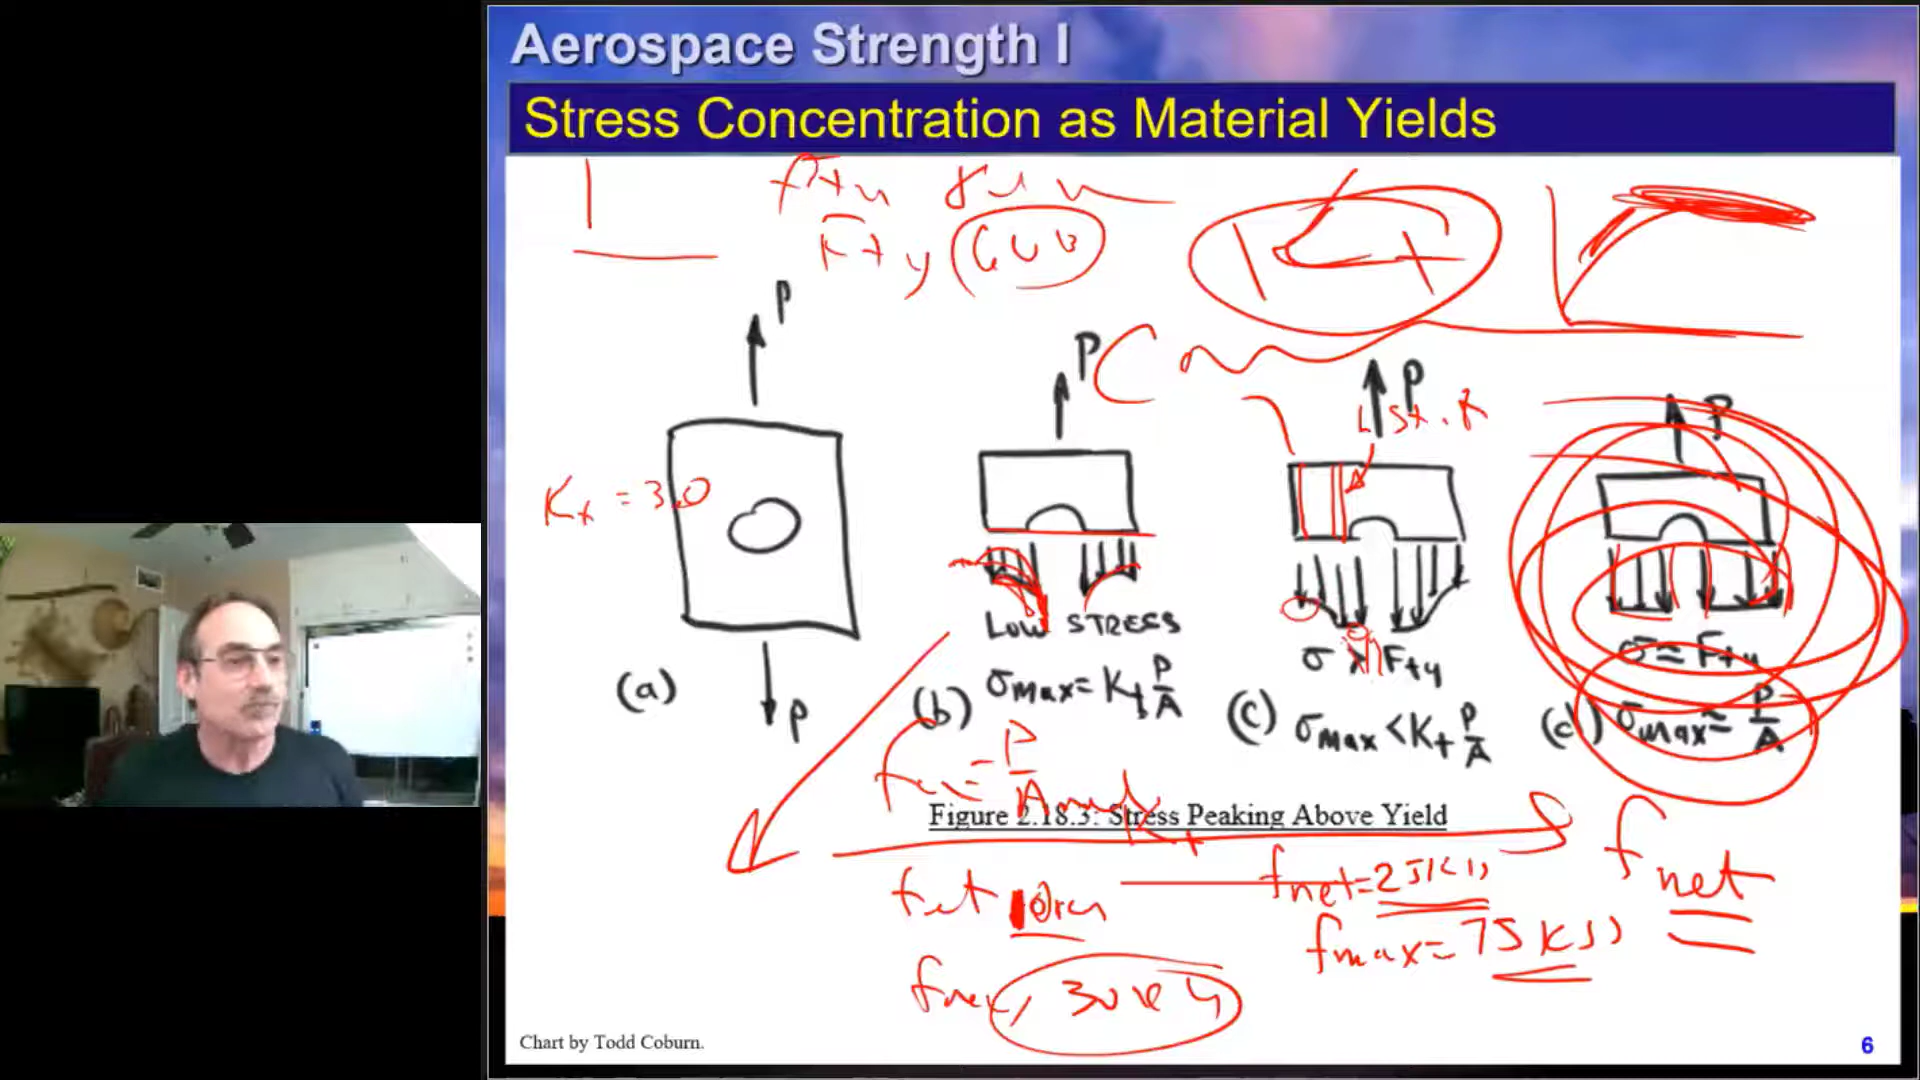 Aerospace Strength I
Stress Concentration as Material Yields
Ftu
Fty
P
P
P
P
L St. R
Kt = 3.0
LOW STRESS
σ > Fty
σ ≈ Fty
(a)
(b) σmax = Kt P/A
(c) σmax < Kt P/A
(d) σmax ≈ P/A
P
P/A
Figure 2.18.3: Stress Peaking Above Yield
fnet = 25 ksi
fnet
fmax = 75 ksi
Chart by Todd Coburn.
6